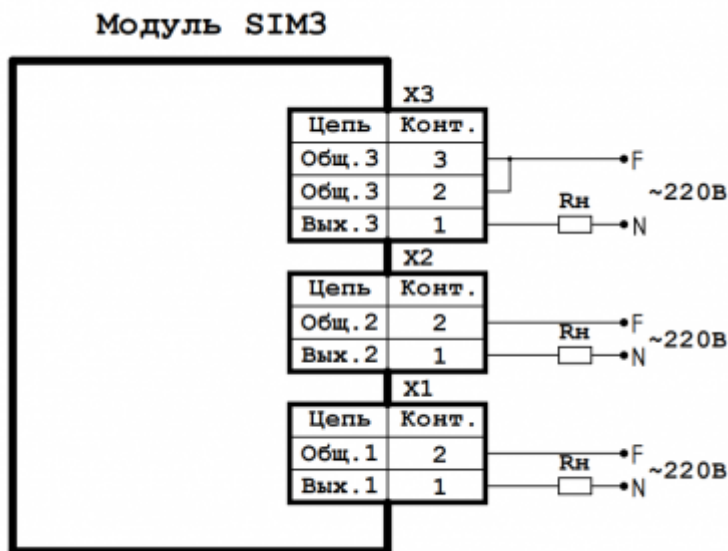 Модуль SIM3
X3
Цепь Конт.
Общ.3 3
F
Общ.3 2
~220В
Rн
Вых.3 1
N
X2
Цепь Конт.
Общ.2 2
F
~220В
Rн
Вых.2 1
N
X1
Цепь Конт.
Общ.1 2
F
~220В
Rн
Вых.1 1
N